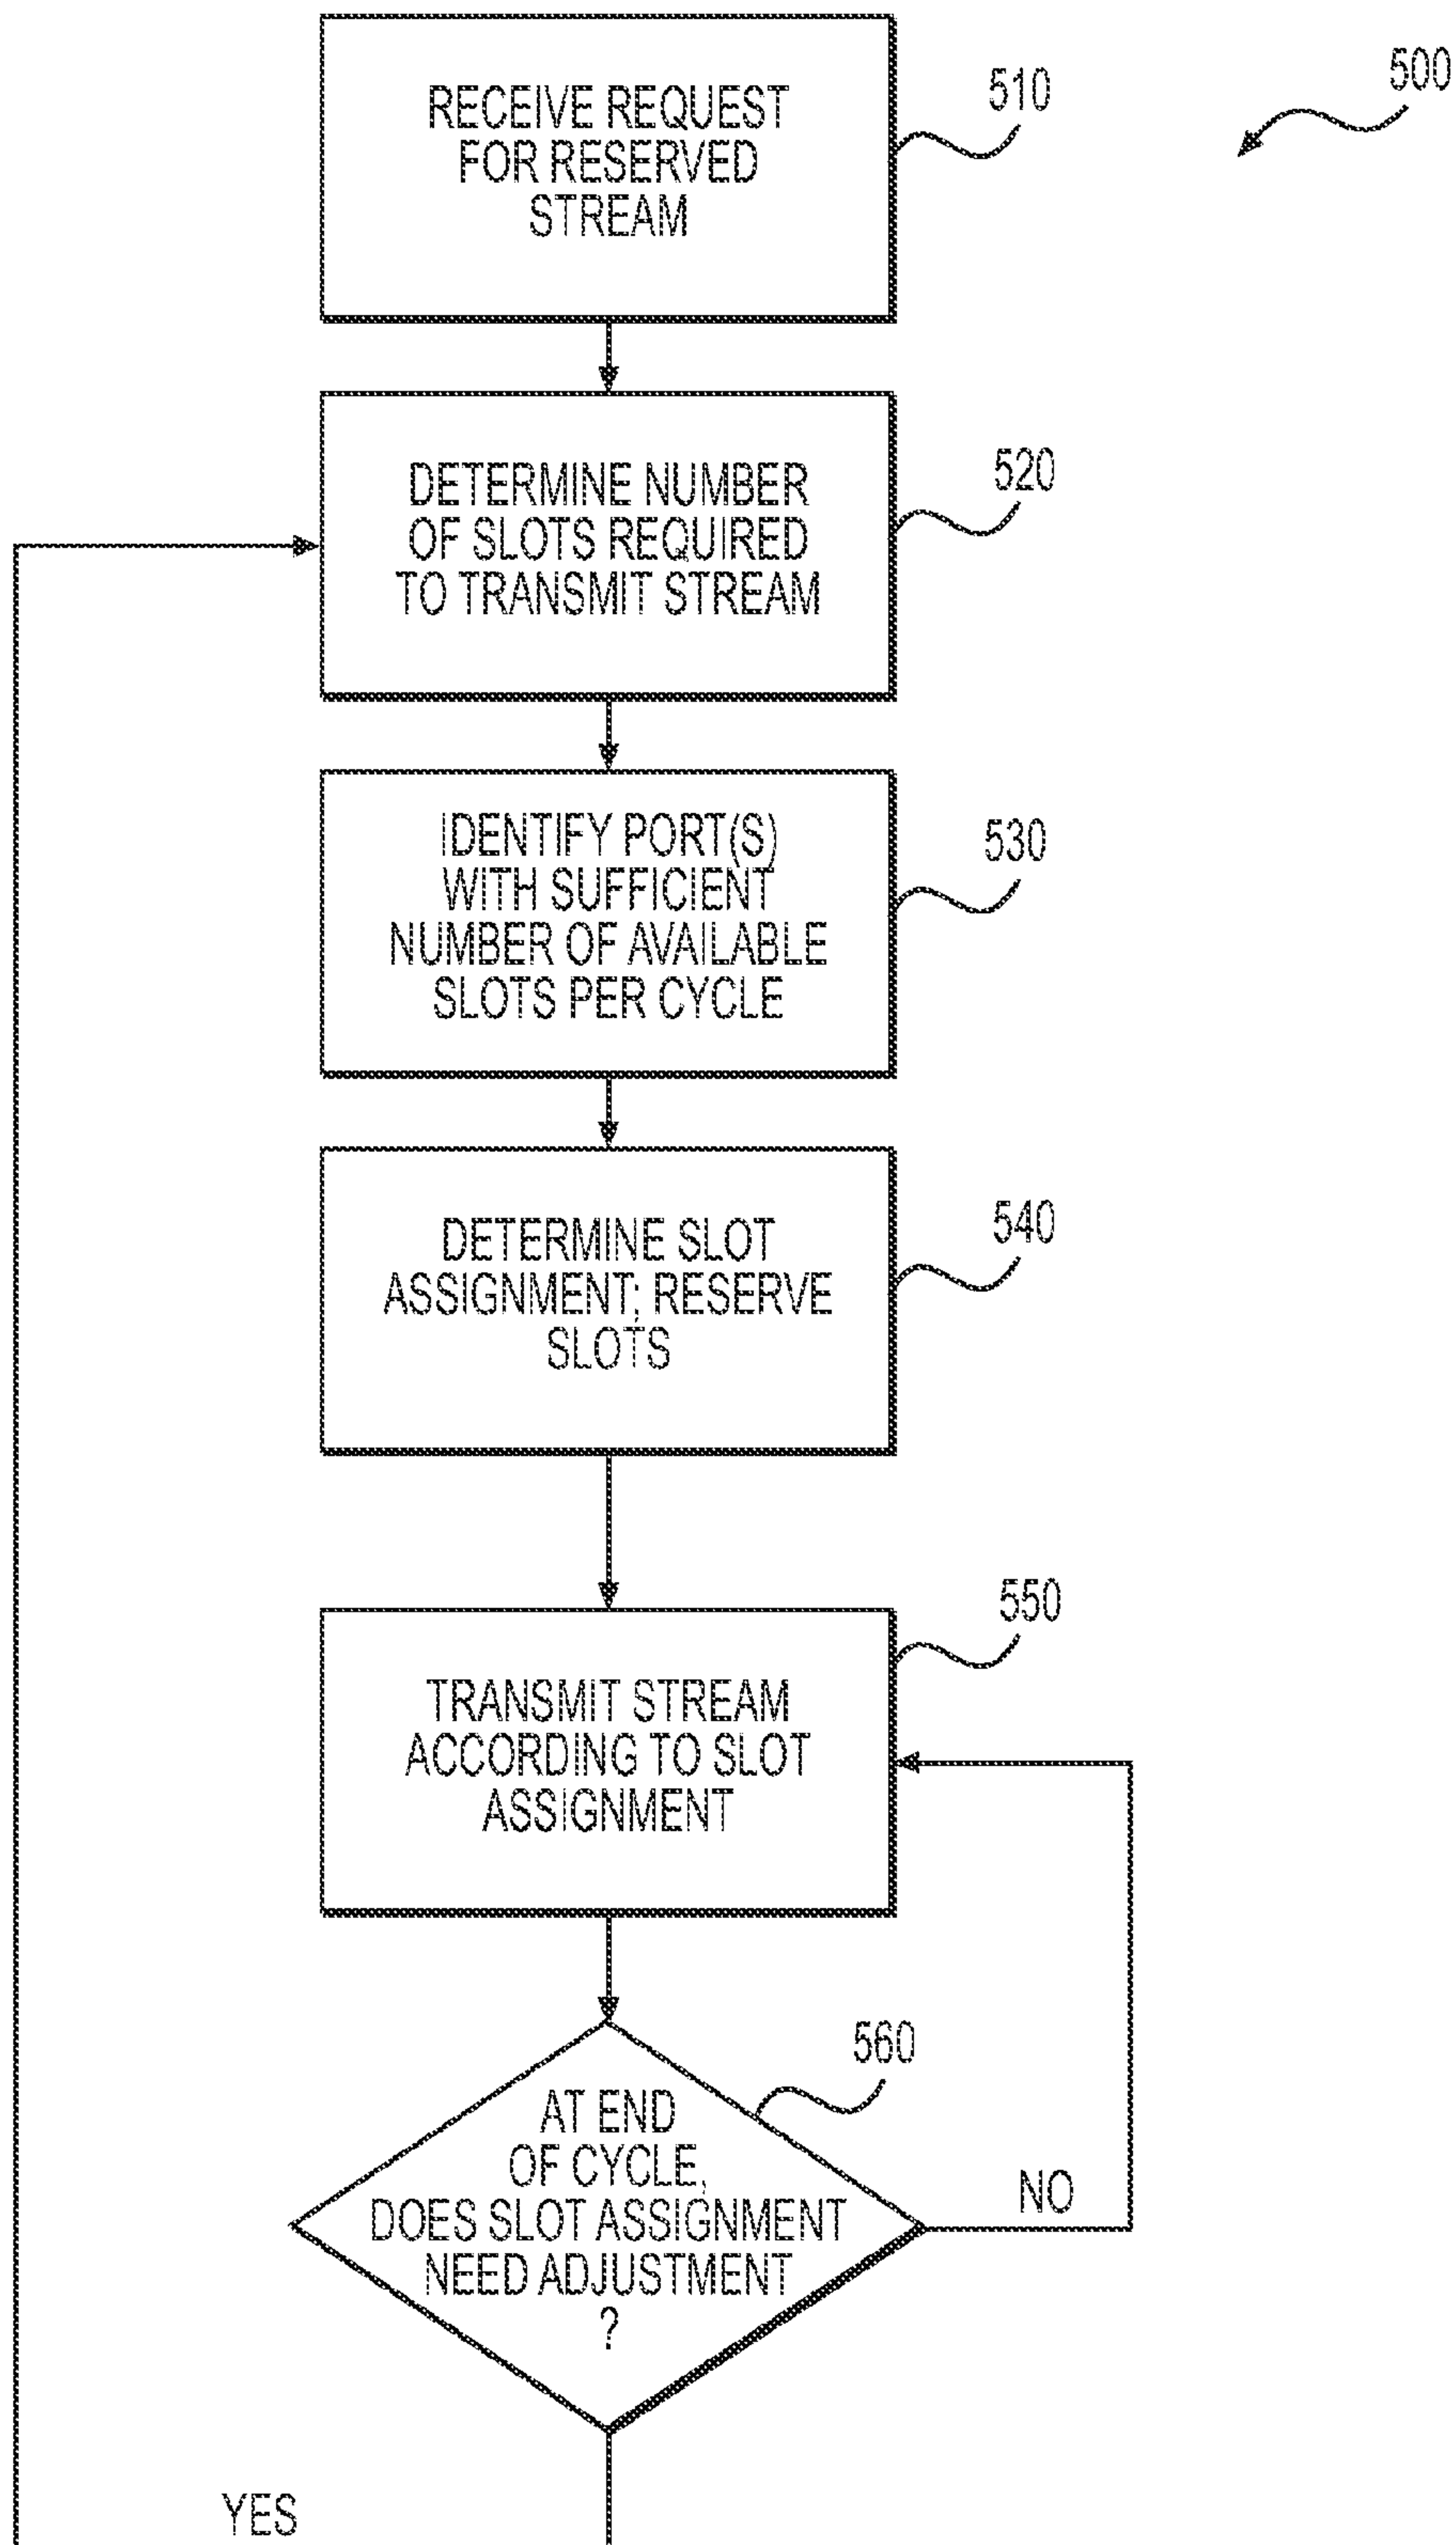 500
RECEIVE REQUEST
FOR RESERVED
STREAM
510
DETERMINE NUMBER
OF SLOTS REQUIRED
TO TRANSMIT STREAM
520
IDENTIFY PORT(S)
WITH SUFFICIENT
NUMBER OF AVAILABLE
SLOTS PER CYCLE
530
DETERMINE SLOT
ASSIGNMENT; RESERVE
SLOTS
540
TRANSMIT STREAM
ACCORDING TO SLOT
ASSIGNMENT
550
AT END
OF CYCLE,
DOES SLOT ASSIGNMENT
NEED ADJUSTMENT
?
560
NO
YES